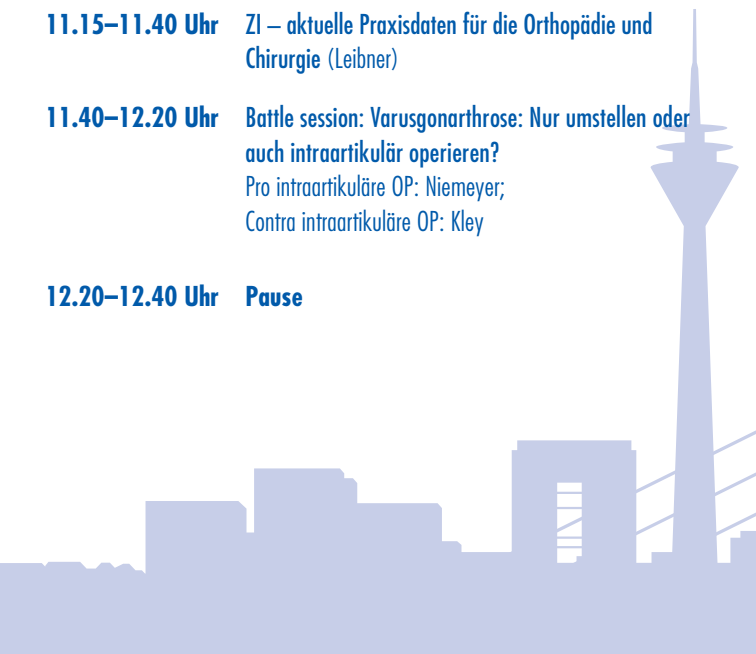 11.15–11.40 Uhr ZI – aktuelle Praxisdaten für die Orthopädie und
Chirurgie (Leibner)
11.40–12.20 Uhr Battle session: Varusgonarthrose: Nur umstellen oder
auch intraartikulär operieren?
Pro intraartikuläre OP: Niemeyer;
Contra intraartikuläre OP: Kley
12.20–12.40 Uhr Pause